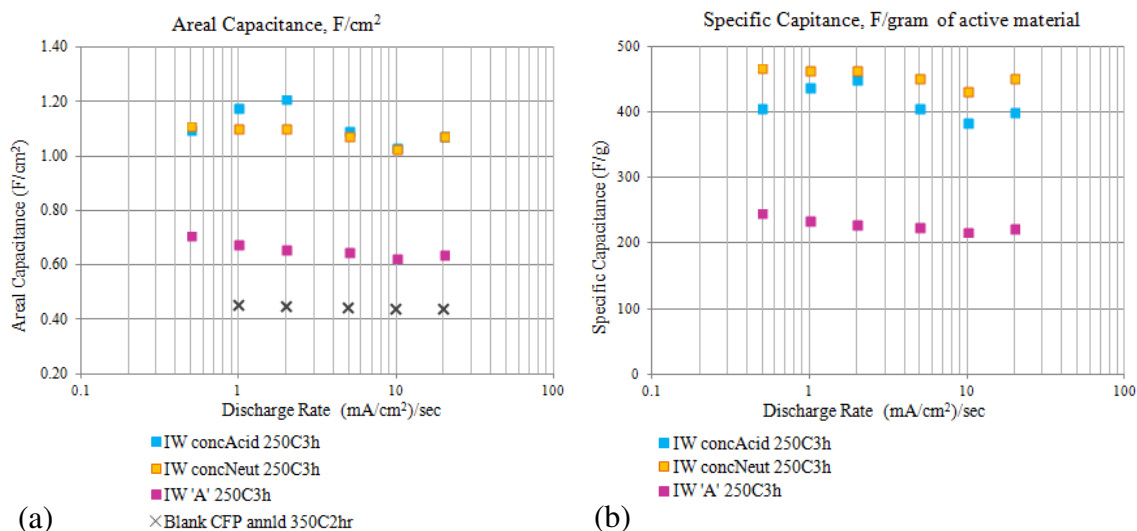 Areal Capacitance, F/cm²
1.40
1.20
1.00
0.80
0.60
0.40
0.20
Areal Capacitance (F/cm²)
0.1
1
10
100
Discharge Rate (mA/cm²)/sec
IW concAcid 250C3h
IW concNeut 250C3h
IW 'A' 250C3h
Blank CFP annld 350C2hr
(a)
Specific Capitance, F/gram of active material
500
400
300
200
100
0
Specific Capacitance (F/g)
0.1
1
10
100
Discharge Rate (mA/cm²)/sec
IW concAcid 250C3h
IW concNeut 250C3h
IW 'A' 250C3h
(b)